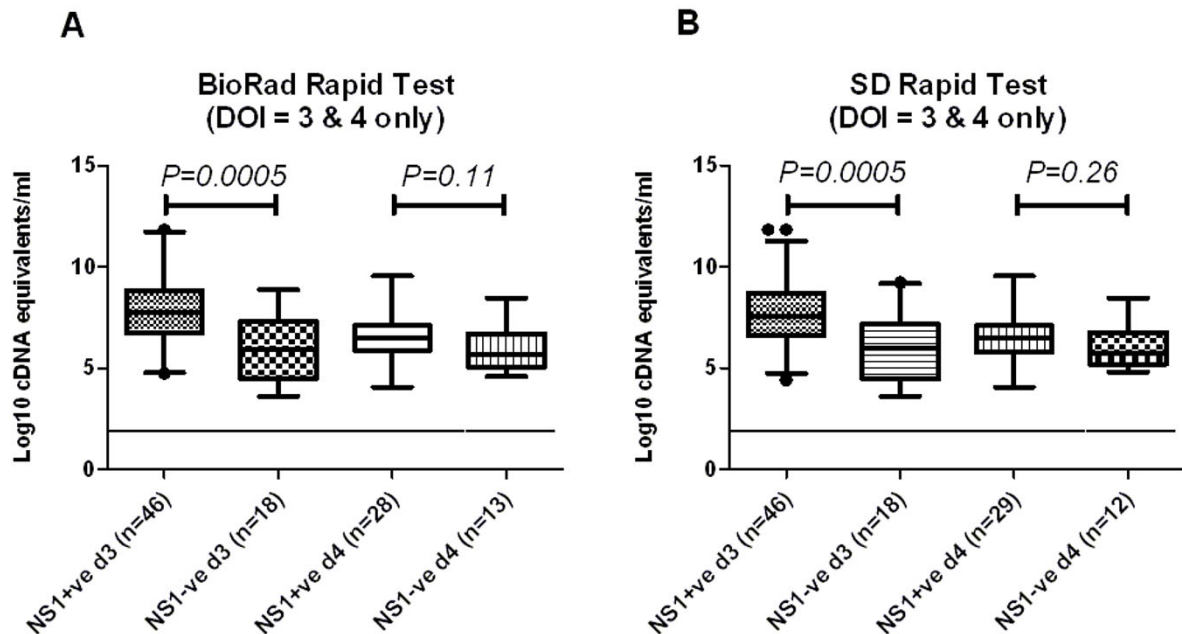 A
BioRad Rapid Test
(DOI = 3 & 4 only)
Log10 cDNA equivalents/ml
15
10
5
0
P=0.0005
P=0.11
NS1+ve d3 (n=46)
NS1-ve d3 (n=18)
NS1+ve d4 (n=28)
NS1-ve d4 (n=13)
B
SD Rapid Test
(DOI = 3 & 4 only)
Log10 cDNA equivalents/ml
15
10
5
0
P=0.0005
P=0.26
NS1+ve d3 (n=46)
NS1-ve d3 (n=18)
NS1+ve d4 (n=29)
NS1-ve d4 (n=12)